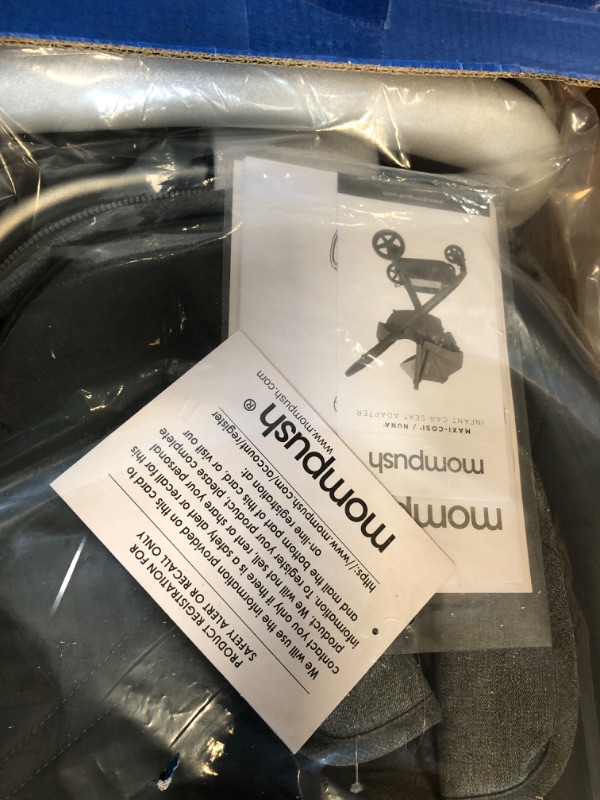 PRODUCT REGISTRATION FOR
SAFETY ALERT OR RECALL ONLY
We will use the information provided on this card to
contact you only if there is a safety alert or recall for this
product. We will not sell, rent or share your personal
information. To register your product, please complete
and mail the bottom part of this card, or visit our
on-line registration at:
https://www.mompush.com/account/register
mompush®
www.mompush.com
momp
mompush
MAXI-COSI® / NUNA®
INFANT CAR SEAT ADAPTER
www.mompush.com